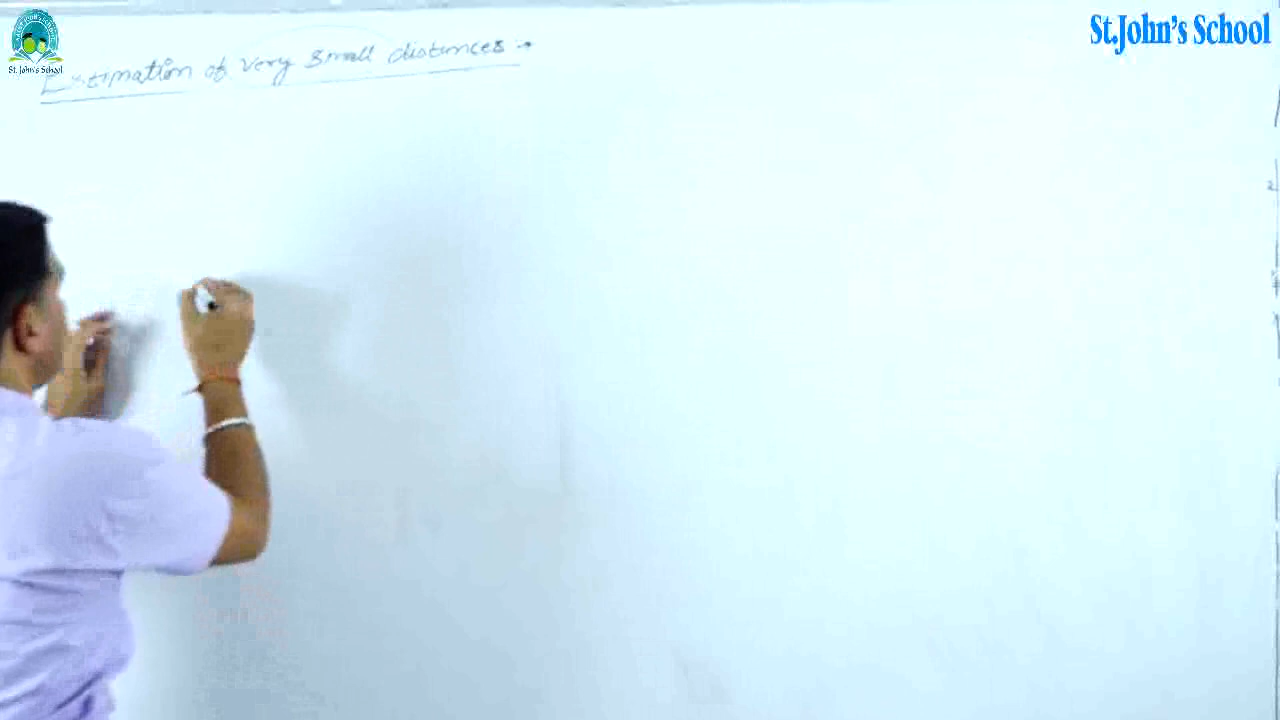 St.John's School
St. John's School
Estimation of very small distances :-